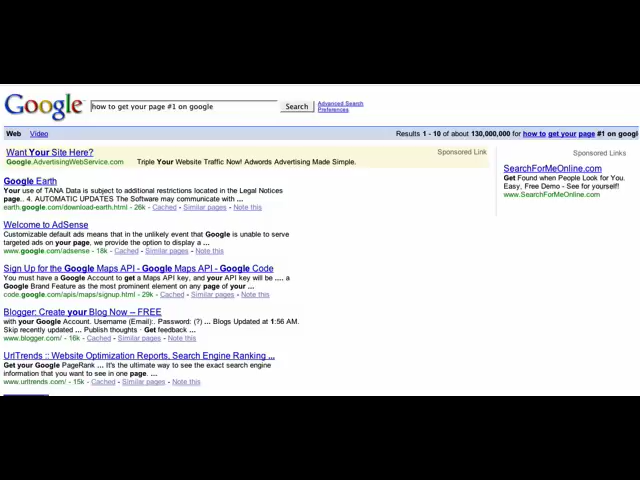 Google
how to get your page #1 on google
Search
Advanced Search
Preferences
Web Video
Results 1 - 10 of about 130,000,000 for how to get your page #1 on googl
Want Your Site Here?
Google.AdvertisingWebService.com Triple Your Website Traffic Now! Adwords Advertising Made Simple.
Sponsored Link
Sponsored Links
SearchForMeOnline.com
Get Found when People Look for You.
Easy, Free Demo - See for yourself!
www.SearchForMeOnline.com
Google Earth
Your use of TANA Data is subject to additional restrictions located in the Legal Notices
page.. 4. AUTOMATIC UPDATES The Software may communicate with ...
earth.google.com/download-earth.html - 26k - Cached - Similar pages - Note this
Welcome to AdSense
Customizable default ads means that in the unlikely event that Google is unable to serve
targeted ads on your page, we provide the option to display a ...
www.google.com/adsense - 18k - Cached - Similar pages - Note this
Sign Up for the Google Maps API - Google Maps API - Google Code
You must have a Google Account to get a Maps API key, and your API key will be .... a
Google Brand Feature as the most prominent element on any page of your ...
code.google.com/apis/maps/signup.html - 29k - Cached - Similar pages - Note this
Blogger: Create your Blog Now -- FREE
with your Google Account. Username (Email):. Password: (?) ... Blogs Updated at 1:56 AM.
Skip recently updated ... Publish thoughts · Get feedback ...
www.blogger.com/ - 16k - Cached - Similar pages - Note this
UrlTrends :: Website Optimization Reports, Search Engine Ranking ...
Get your Google PageRank ... It's the ultimate way to see the exact search engine
information that you want to see in one page. ...
www.urltrends.com/ - 15k - Cached - Similar pages - Note this